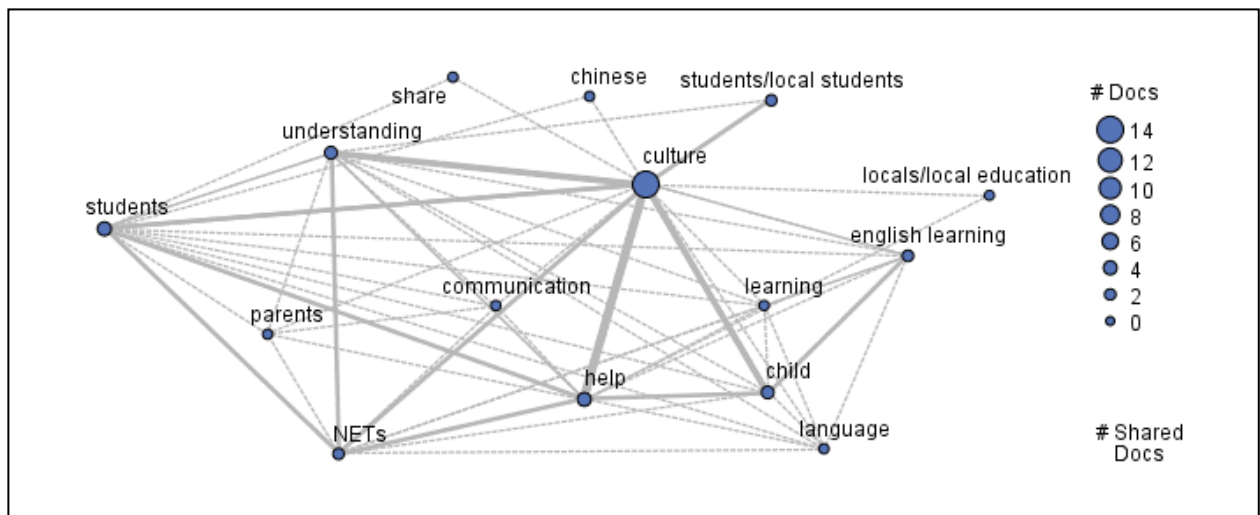 share
chinese
students/local students
# Docs
understanding
14
12
culture
10
locals/local education
students
8
english learning
6
communication
learning
4
parents
2
0
help
child
NETs
language
# Shared
Docs